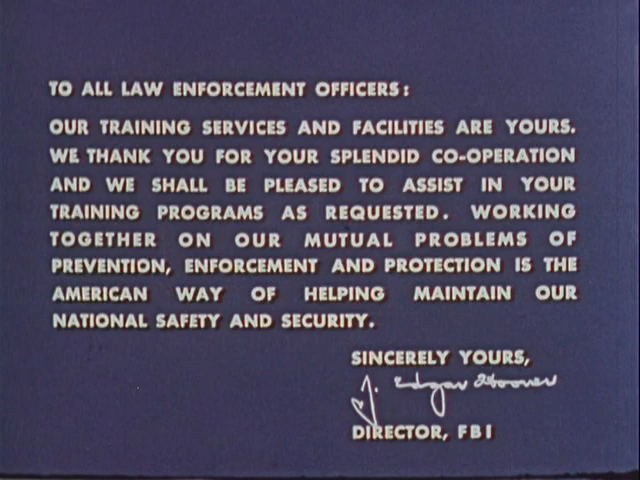 TO ALL LAW ENFORCEMENT OFFICERS:
OUR TRAINING SERVICES AND FACILITIES ARE YOURS.
WE THANK YOU FOR YOUR SPLENDID CO-OPERATION
AND WE SHALL BE PLEASED TO ASSIST IN YOUR
TRAINING PROGRAMS AS REQUESTED. WORKING
TOGETHER ON OUR MUTUAL PROBLEMS OF
PREVENTION, ENFORCEMENT AND PROTECTION IS THE
AMERICAN WAY OF HELPING MAINTAIN OUR
NATIONAL SAFETY AND SECURITY.
SINCERELY YOURS,
J. Edgar Hoover
DIRECTOR, FBI